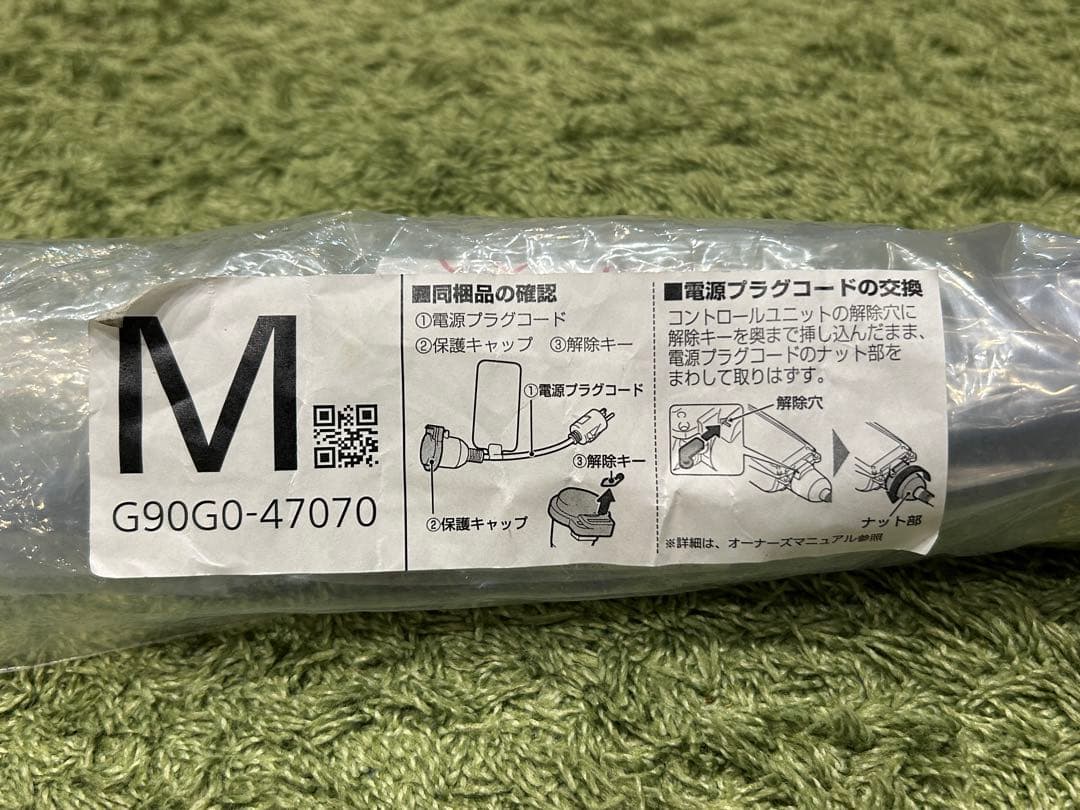 M
G90G0-47070
■同梱品の確認
①電源プラグコード
②保護キャップ ③解除キー
①電源プラグコード
③解除キー
②保護キャップ
■電源プラグコードの交換
コントロールユニットの解除穴に
解除キーを奥まで挿し込んだまま、
電源プラグコードのナット部を
まわして取りはずす。
解除穴
ナット部
※詳細は、オーナーズマニュアル参照